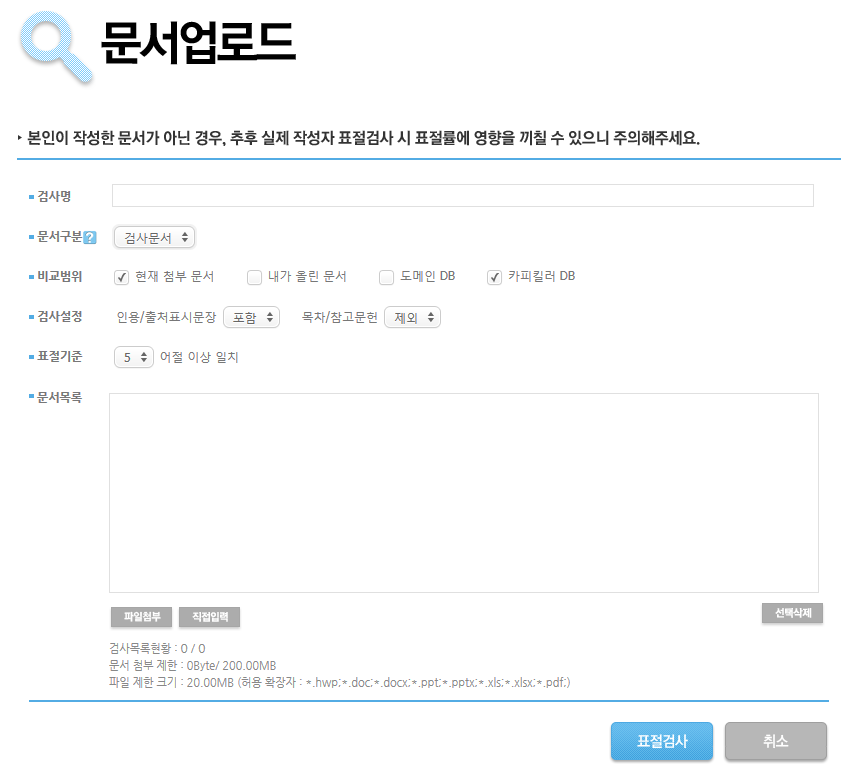 문서업로드
본인이 작성한 문서가 아닌 경우, 추후 실제 작성자 표절검사 시 표절률에 영향을 끼칠 수 있으니 주의해주세요.
검사명
문서구분 ? 검사문서
비교범위 현재 첨부 문서 내가 올린 문서 도메인 DB 카피킬러 DB
검사설정 인용/출처표시문장 포함 목차/참고문헌 제외
표절기준 5 어절 이상 일치
문서목록
파일첨부 직접입력 선택삭제
검사목록현황 : 0 / 0
문서 첨부 제한 : 0Byte/ 200.00MB
파일 제한 크기 : 20.00MB (허용 확장자 : *.hwp;*.doc;*.docx;*.ppt;*.pptx;*.xls;*.xlsx;*.pdf;)
표절검사 취소